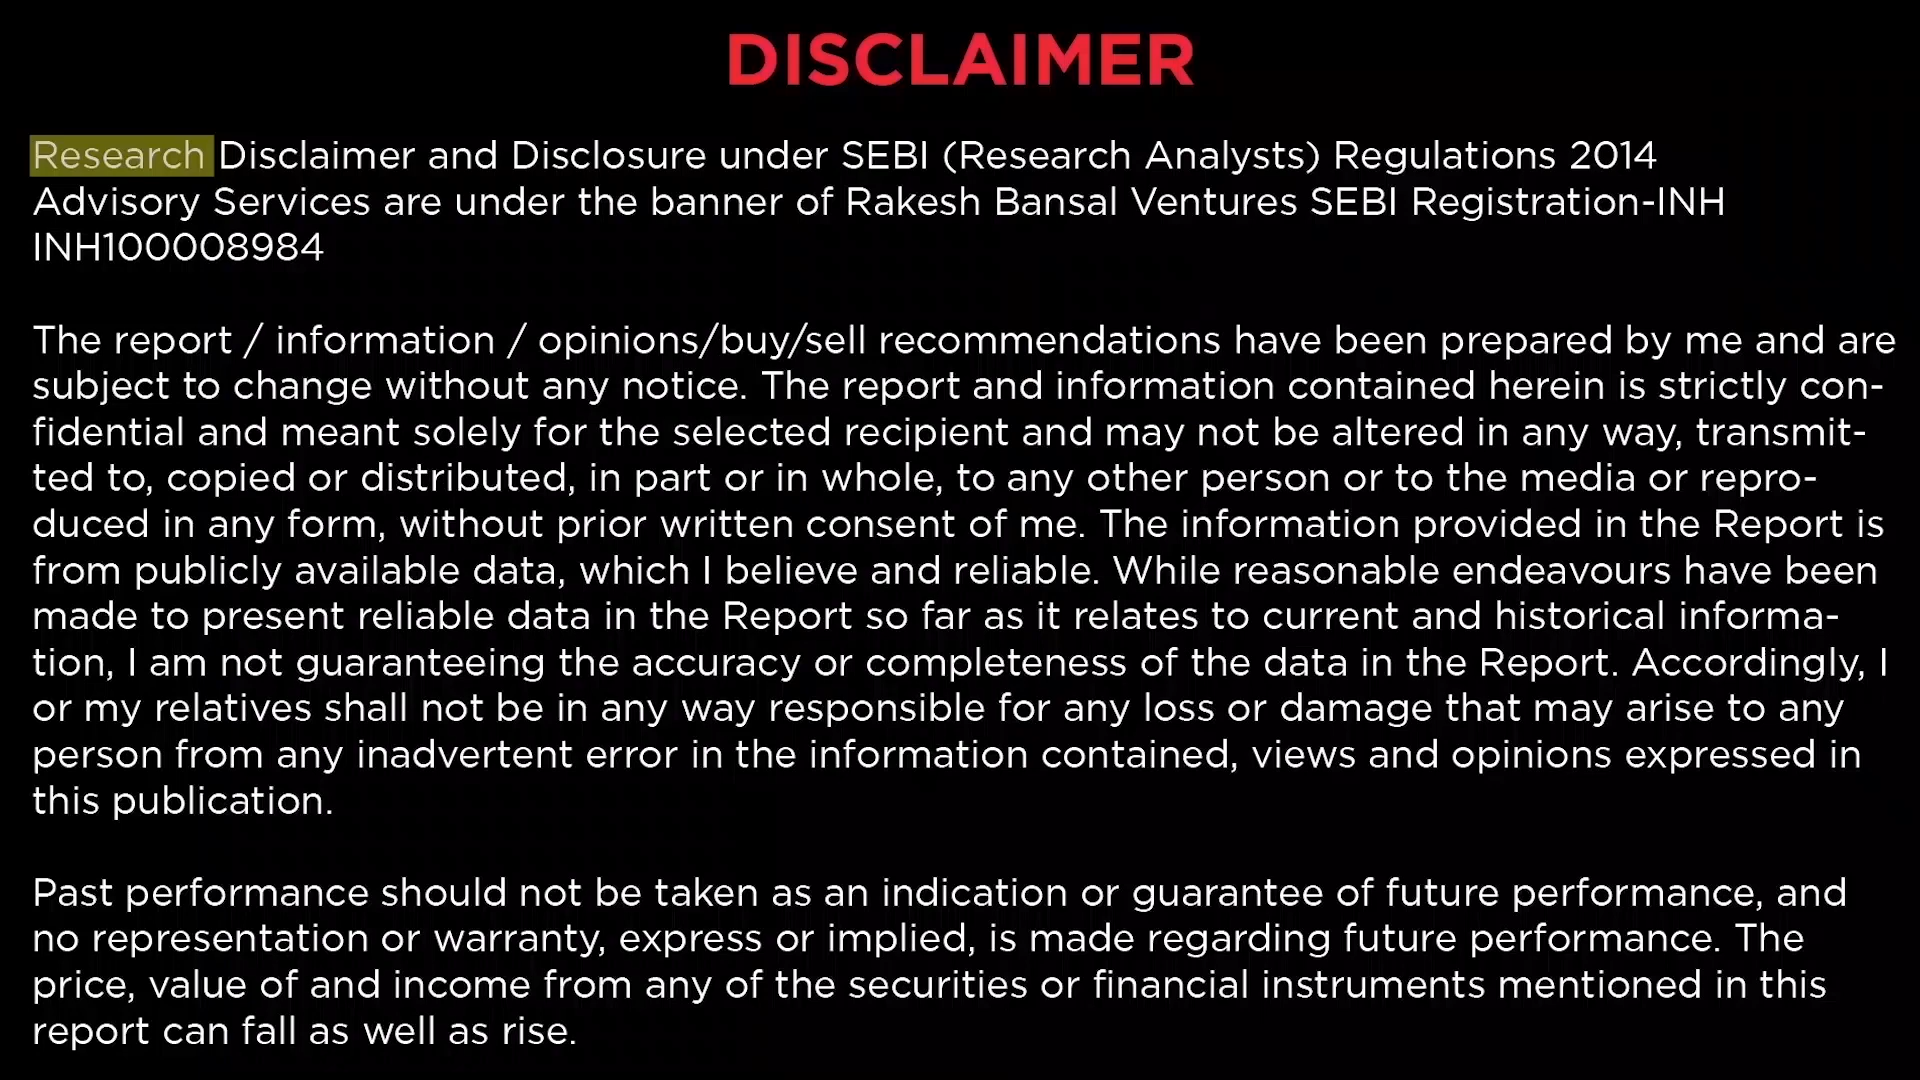 DISCLAIMER
Research Disclaimer and Disclosure under SEBI (Research Analysts) Regulations 2014
Advisory Services are under the banner of Rakesh Bansal Ventures SEBI Registration-INH
INH100008984
The report / information / opinions/buy/sell recommendations have been prepared by me and are
subject to change without any notice. The report and information contained herein is strictly con-
fidential and meant solely for the selected recipient and may not be altered in any way, transmit-
ted to, copied or distributed, in part or in whole, to any other person or to the media or repro-
duced in any form, without prior written consent of me. The information provided in the Report is
from publicly available data, which I believe and reliable. While reasonable endeavours have been
made to present reliable data in the Report so far as it relates to current and historical informa-
tion, I am not guaranteeing the accuracy or completeness of the data in the Report. Accordingly, I
or my relatives shall not be in any way responsible for any loss or damage that may arise to any
person from any inadvertent error in the information contained, views and opinions expressed in
this publication.
Past performance should not be taken as an indication or guarantee of future performance, and
no representation or warranty, express or implied, is made regarding future performance. The
price, value of and income from any of the securities or financial instruments mentioned in this
report can fall as well as rise.